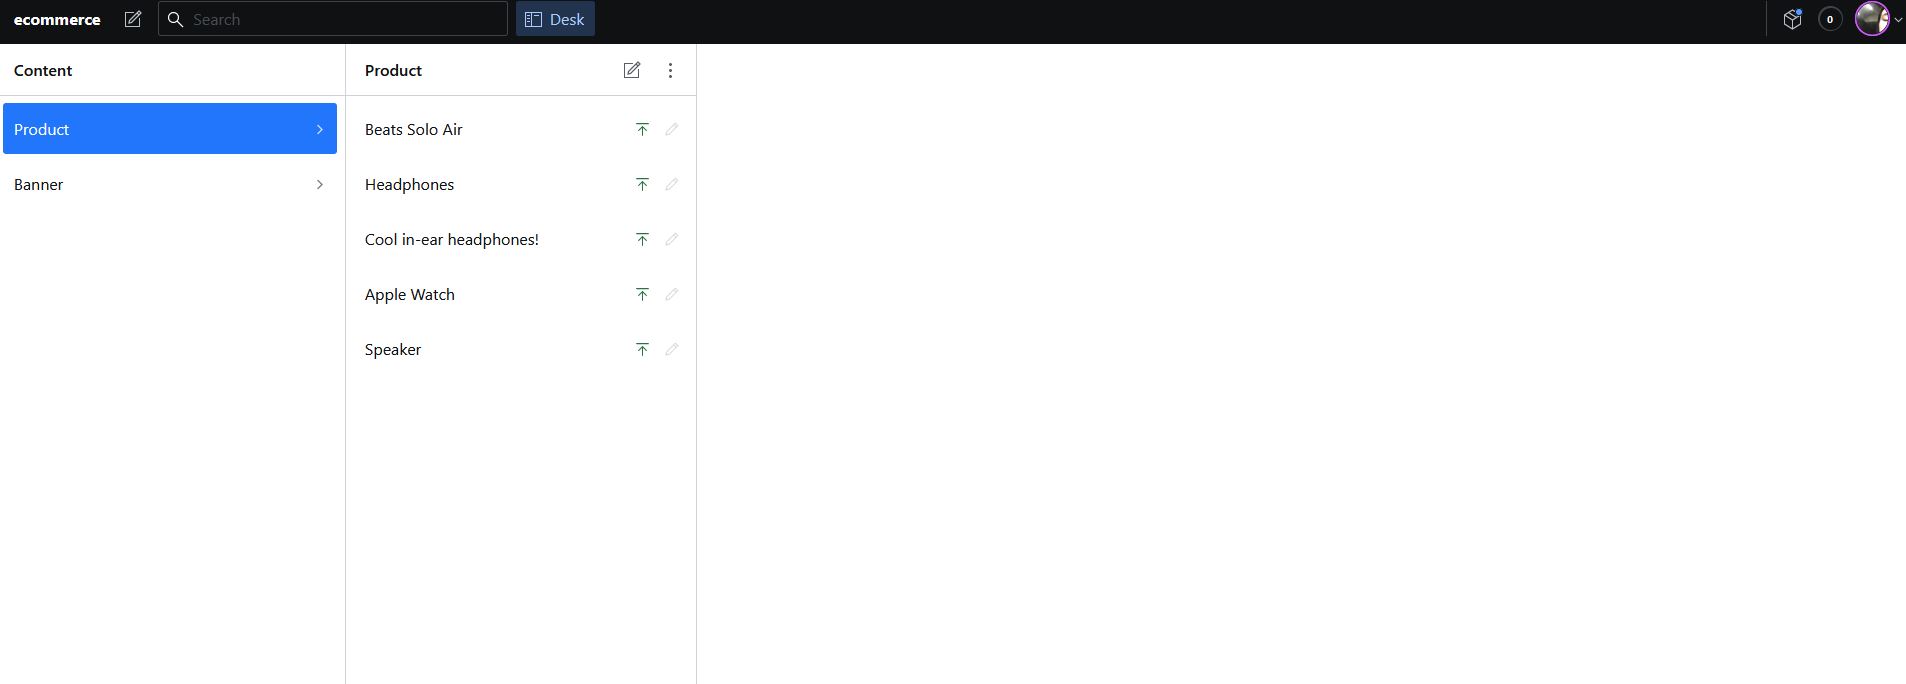 ecommerce
Search
Desk
0
Content
Product
Banner
Product
Beats Solo Air
Headphones
Cool in-ear headphones!
Apple Watch
Speaker